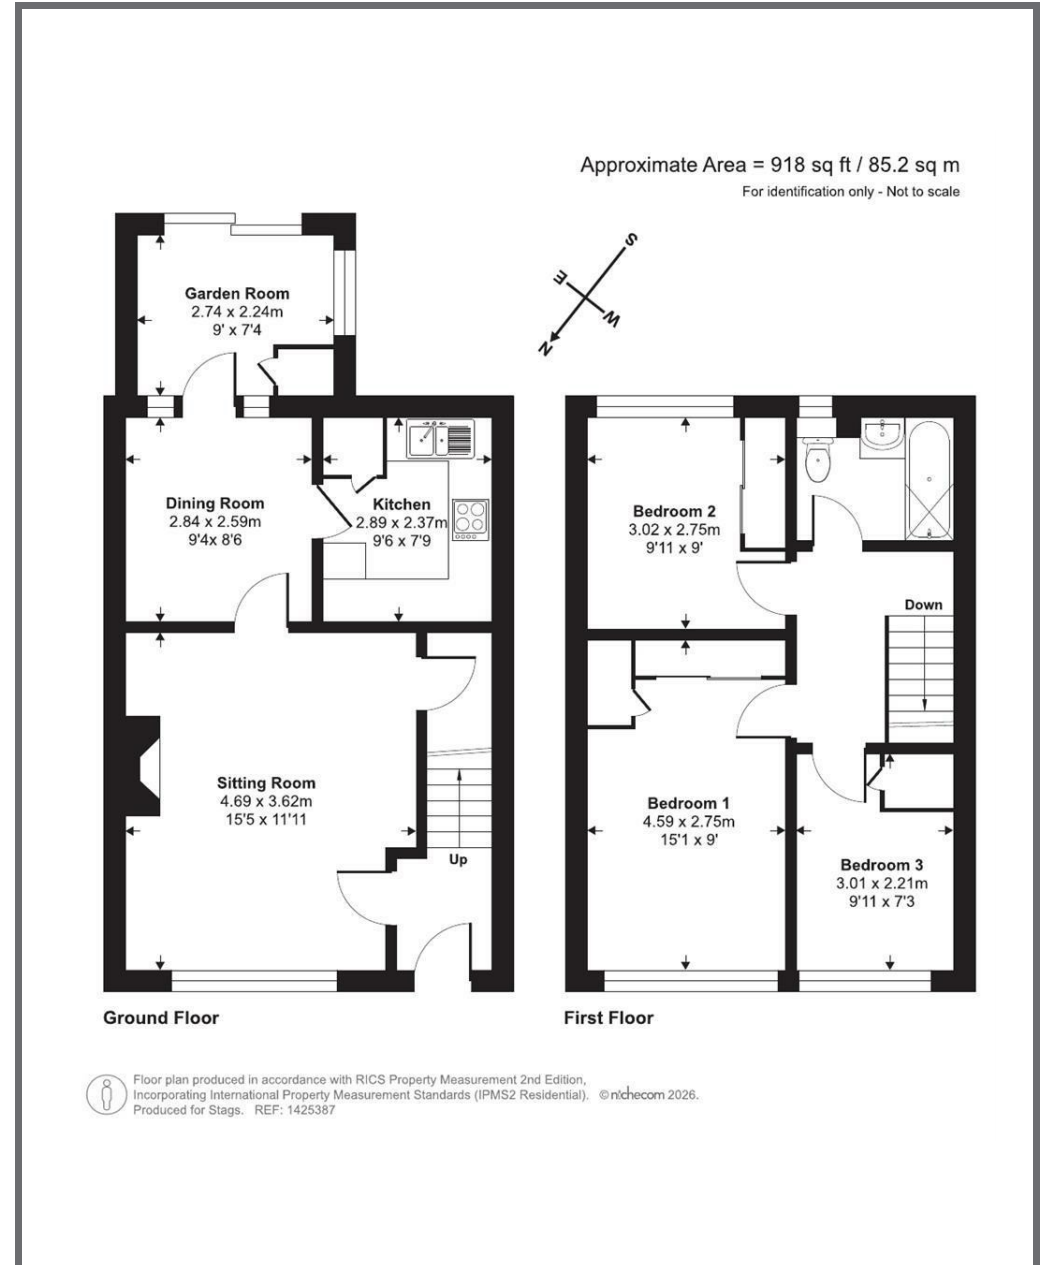 Approximate Area = 918 sq ft / 85.2 sq m
For identification only - Not to scale
S
E
W
N
Garden Room
2.74 x 2.24m
9' x 7'4
Dining Room
2.84 x 2.59m
9'4x 8'6
Kitchen
2.89 x 2.37m
9'6 x 7'9
Sitting Room
4.69 x 3.62m
15'5 x 11'11
Up
Ground Floor
Bedroom 2
3.02 x 2.75m
9'11 x 9'
Down
Bedroom 1
4.59 x 2.75m
15'1 x 9'
Bedroom 3
3.01 x 2.21m
9'11 x 7'3
First Floor
Floor plan produced in accordance with RICS Property Measurement 2nd Edition,
Incorporating International Property Measurement Standards (IPMS2 Residential). © nichecom 2026.
Produced for Stags. REF: 1425387